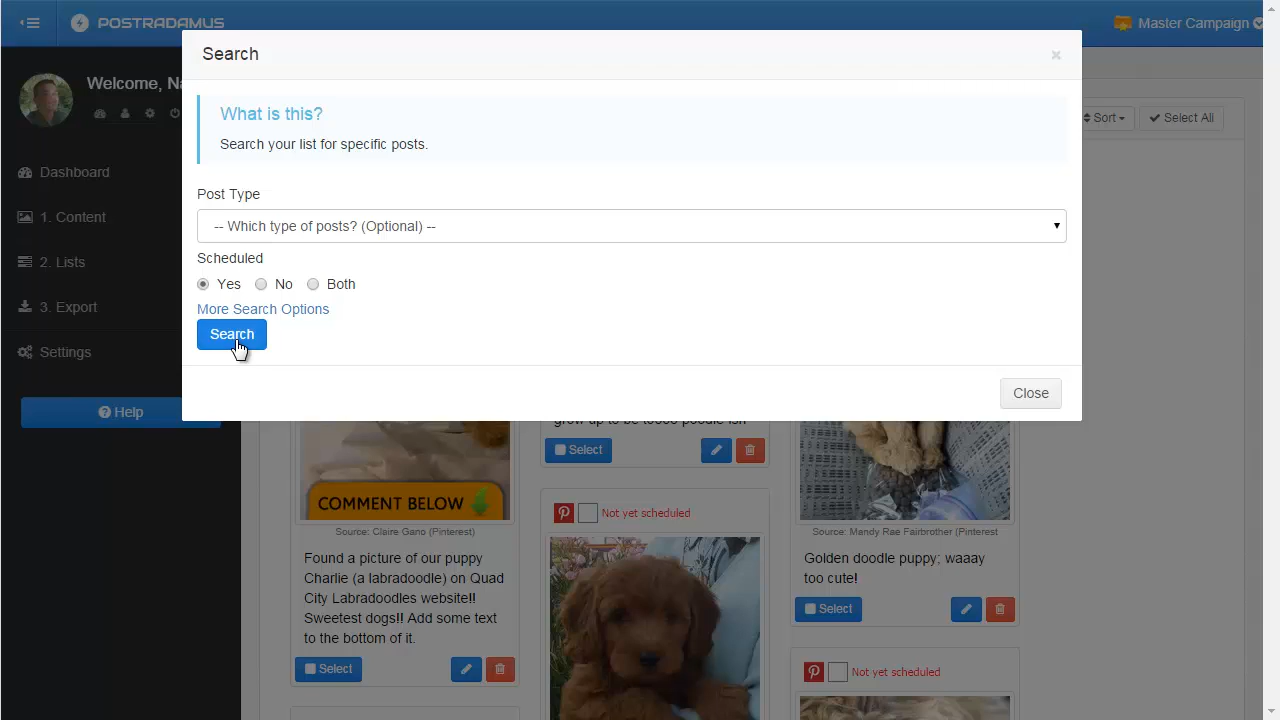 POSTRADAMUS
Master Campaign
Search
×
Welcome, Na
What is this?
Search your list for specific posts.
Sort
Select All
Dashboard
1. Content
2. Lists
3. Export
Settings
Help
Post Type
-- Which type of posts? (Optional) --
Scheduled
Yes No Both
More Search Options
Search
Close
COMMENT BELOW
Source: Claire Gano (Pinterest)
Found a picture of our puppy
Charlie (a labradoodle) on Quad
City Labradoodles website!!
Sweetest dogs!! Add some text
to the bottom of it.
Select
Select
Not yet scheduled
Source: Mandy Rae Fairbrother (Pinterest
Golden doodle puppy; waaay
too cute!
Select
Not yet scheduled